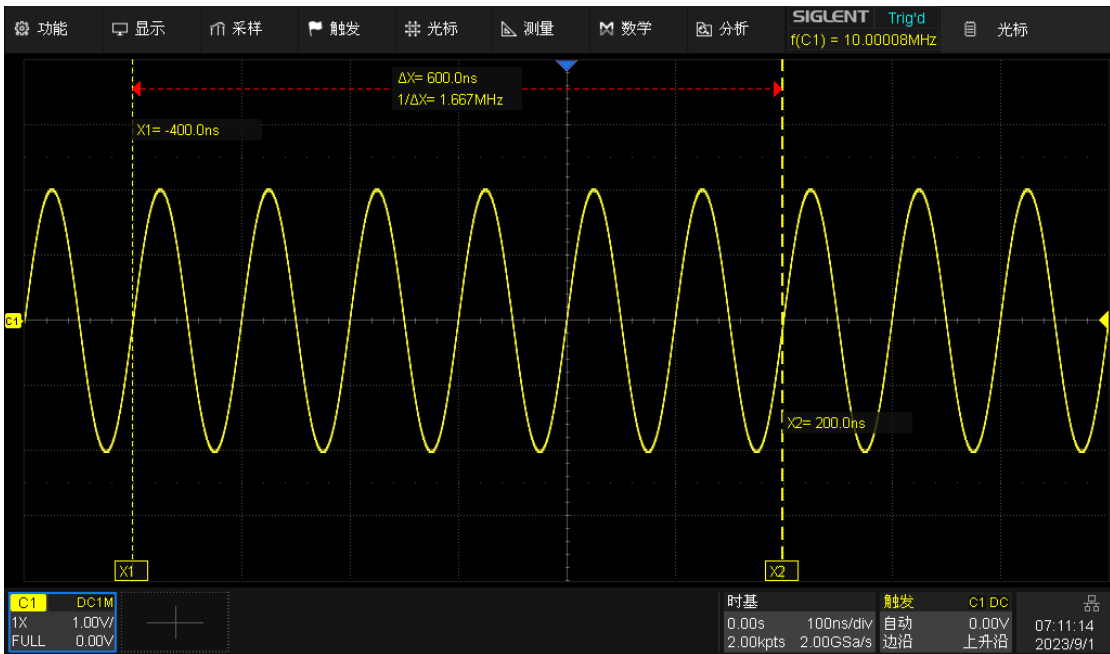 功能 显示 采样 触发 光标 测量 数学 分析 SIGLENT Trig'd 光标
f(C1) = 10.00008MHz
ΔX= 600.0ns
1/ΔX= 1.667MHz
X1= -400.0ns
C1
X2= 200.0ns
X1 X2
C1 DC1M
1X 1.00V/
FULL 0.00V
时基
0.00s 100ns/div
2.00kpts 2.00GSa/s
触发 C1 DC
自动 0.00V
边沿 上升沿
07:11:14
2023/9/1